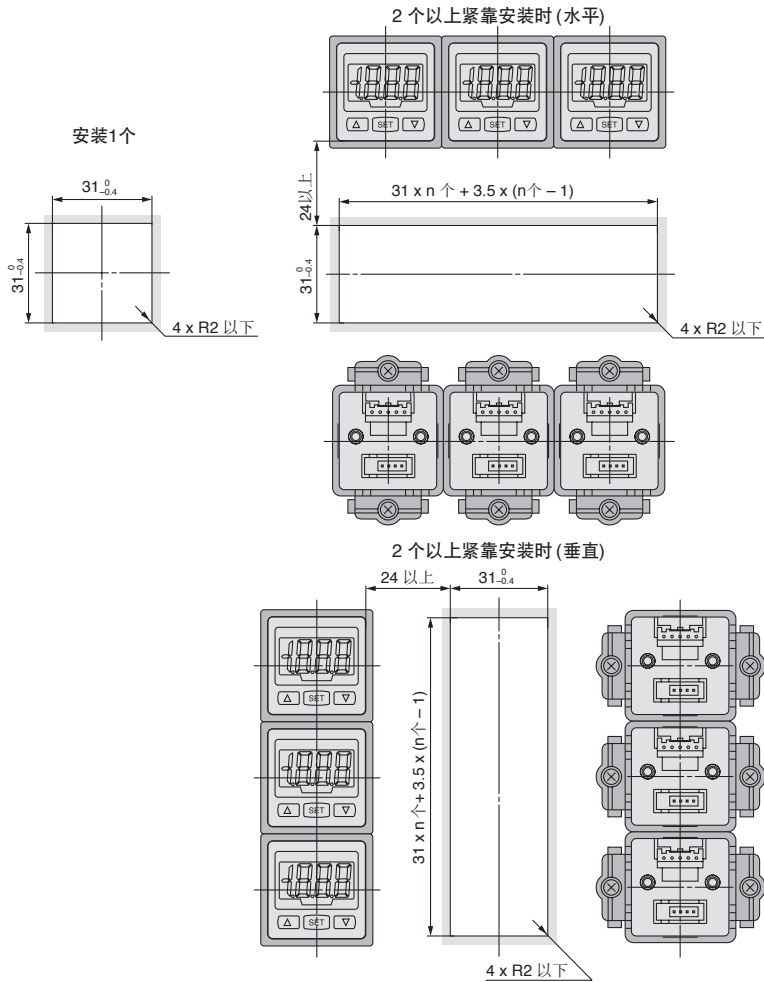 2 个以上紧靠安装时 (水平)
SET SET SET
安装1个
31 0 –0.4
31 0 –0.4
4 x R2 以下
24以上
31 x n 个 + 3.5 x (n个 – 1)
31 0 –0.4
4 x R2 以下
2 个以上紧靠安装时 (垂直)
24 以上
31 0 –0.4
SET
SET
SET
31 x n 个+ 3.5 x (n个 – 1)
4 x R2 以下